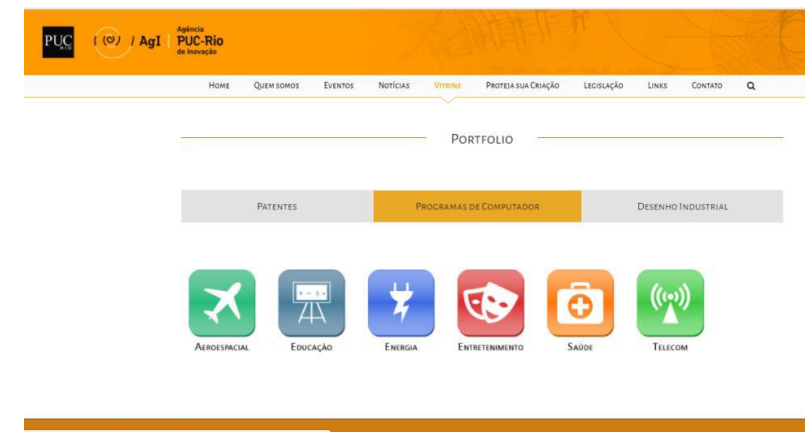 PUC
RIO
((@) / AgI
Agência
PUC-Rio
de Inovação
Home Quem somos Eventos Notícias Vitrine Proteja sua Criação Legislação Links Contato
Portfolio
Patentes Programas de Computador Desenho Industrial
Aeroespacial Educação Energia Entretenimento Saúde Telecom